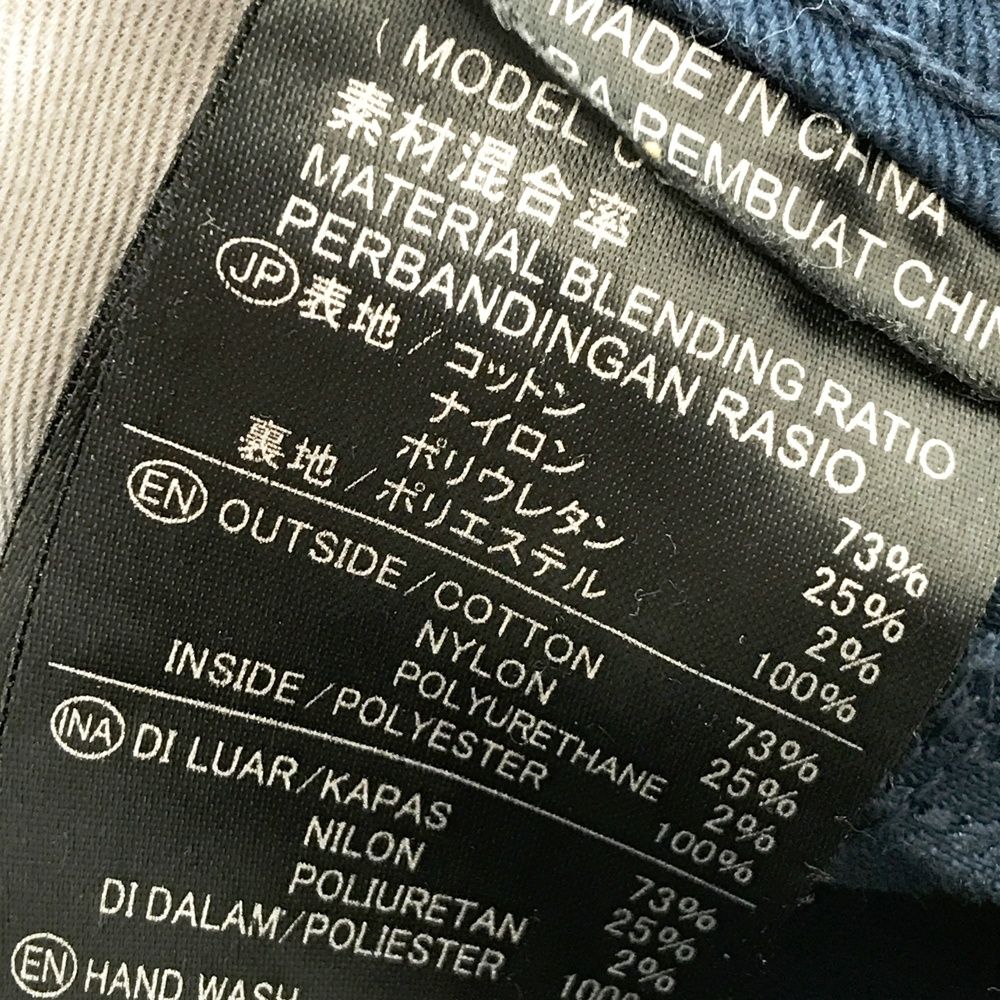 MADE IN CHINA
PEMBUAT CHIN
(MODEL
素材混合率
MATERIAL BLENDING RATIO
PERBANDINGAN RASIO
JP 表地/コットン 73%
ナイロン 25%
ポリウレタン 2%
裏地/ポリエステル 100%
EN OUTSIDE/COTTON 73%
NYLON 25%
POLYURETHANE 2%
INSIDE/POLYESTER 100%
INA DI LUAR/KAPAS 73%
NILON 25%
POLIURETAN 2%
DI DALAM/POLIESTER 100%
EN HAND WASH